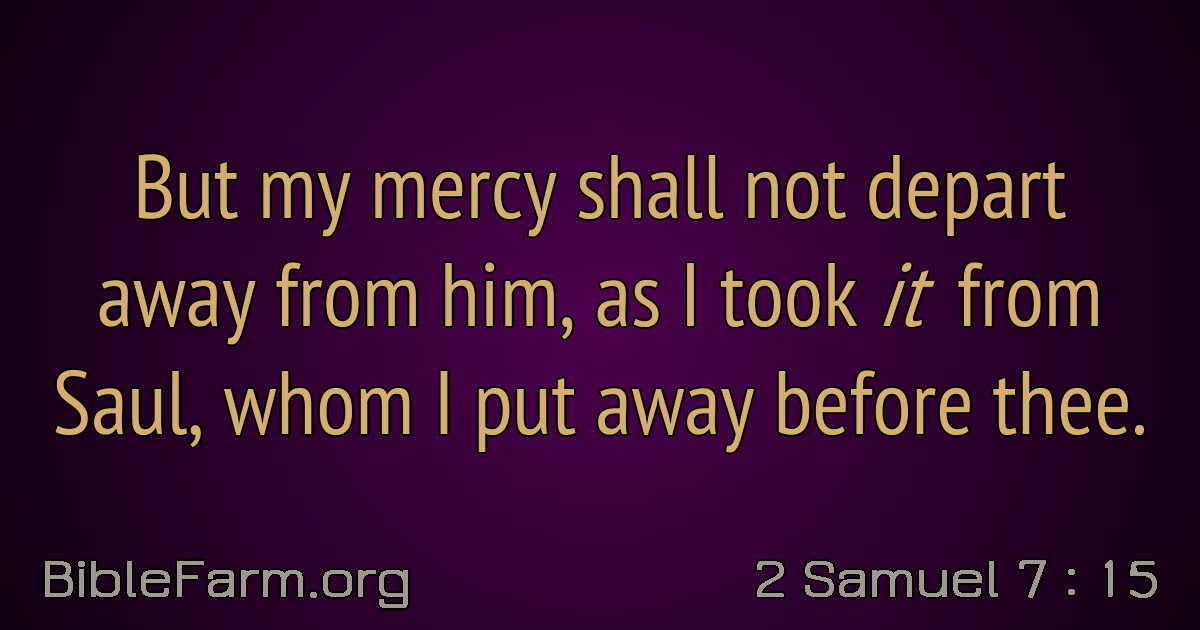 But my mercy shall not depart
away from him, as I took it from
Saul, whom I put away before thee.
BibleFarm.org
2 Samuel 7 : 15